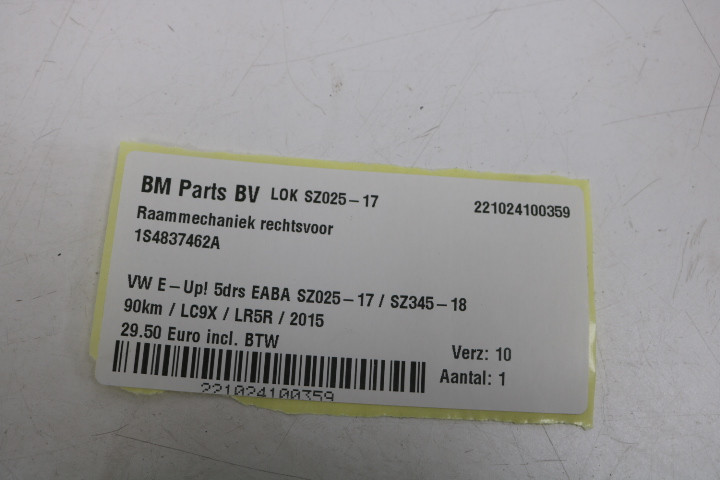 BM Parts BV LOK SZ025-17 221024100359
Raammechaniek rechtsvoor
1S4837462A
VW E-Up! 5drs EABA SZ025-17 / SZ345-18
90km / LC9X / LR5R / 2015
29.50 Euro incl. BTW
Verz: 10
Aantal: 1
221024100359